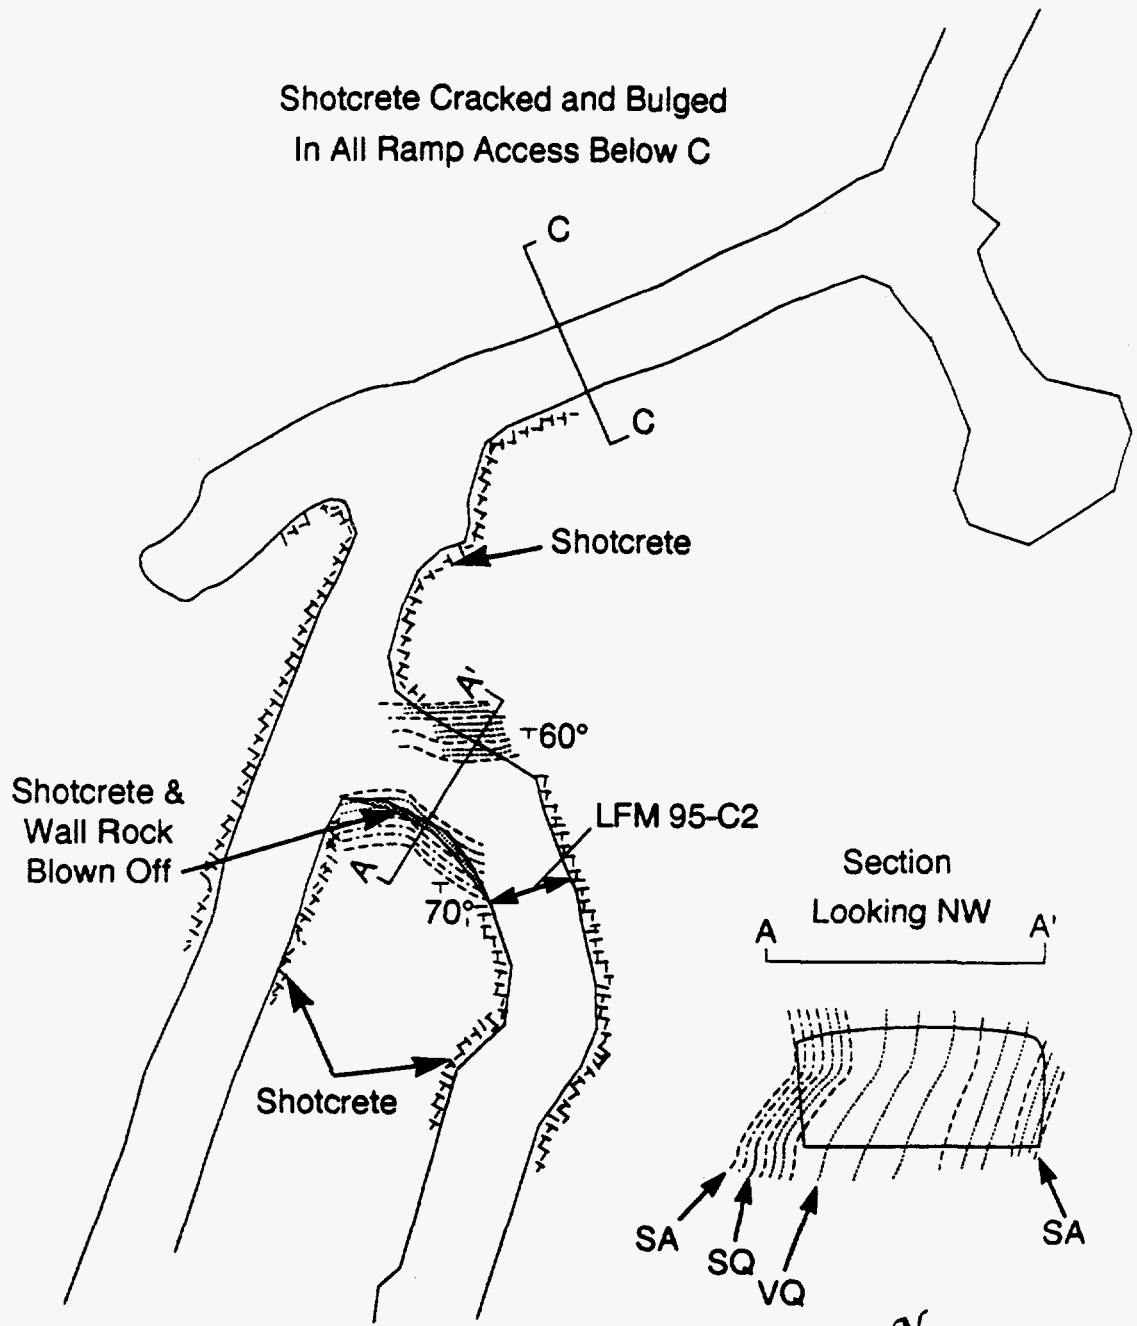 Shotcrete Cracked and Bulged
In All Ramp Access Below C
C
C
Shotcrete
A'
60°
Shotcrete &
Wall Rock
Blown Off
LFM 95-C2
A
70°
Section
Looking NW
A
A'
Shotcrete
SA
SQ
VQ
SA
N